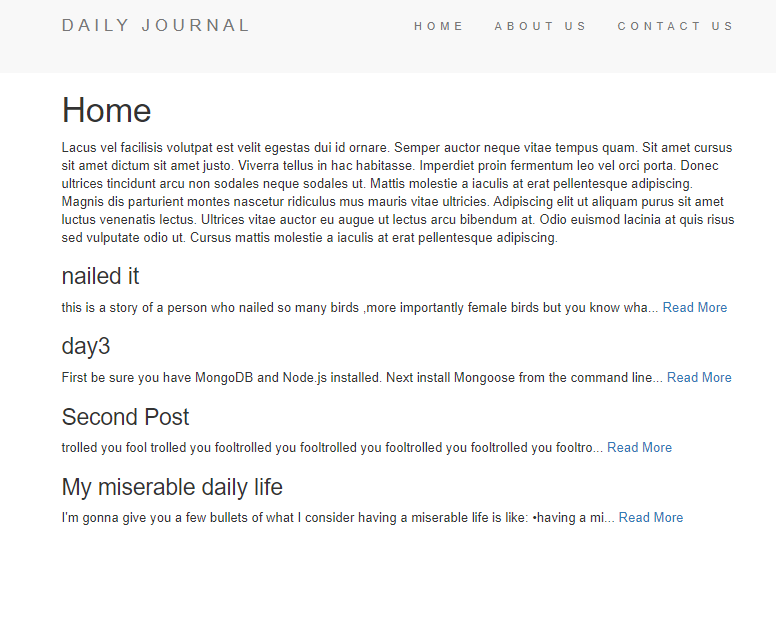 DAILY JOURNAL HOME ABOUT US CONTACT US
Home
Lacus vel facilisis volutpat est velit egestas dui id ornare. Semper auctor neque vitae tempus quam. Sit amet cursus
sit amet dictum sit amet justo. Viverra tellus in hac habitasse. Imperdiet proin fermentum leo vel orci porta. Donec
ultrices tincidunt arcu non sodales neque sodales ut. Mattis molestie a iaculis at erat pellentesque adipiscing.
Magnis dis parturient montes nascetur ridiculus mus mauris vitae ultricies. Adipiscing elit ut aliquam purus sit amet
luctus venenatis lectus. Ultrices vitae auctor eu augue ut lectus arcu bibendum at. Odio euismod lacinia at quis risus
sed vulputate odio ut. Cursus mattis molestie a iaculis at erat pellentesque adipiscing.
nailed it
this is a story of a person who nailed so many birds ,more importantly female birds but you know wha... Read More
day3
First be sure you have MongoDB and Node.js installed. Next install Mongoose from the command line... Read More
Second Post
trolled you fool trolled you fooltrolled you fooltrolled you fooltrolled you fooltrolled you fooltro... Read More
My miserable daily life
I'm gonna give you a few bullets of what I consider having a miserable life is like: •having a mi... Read More